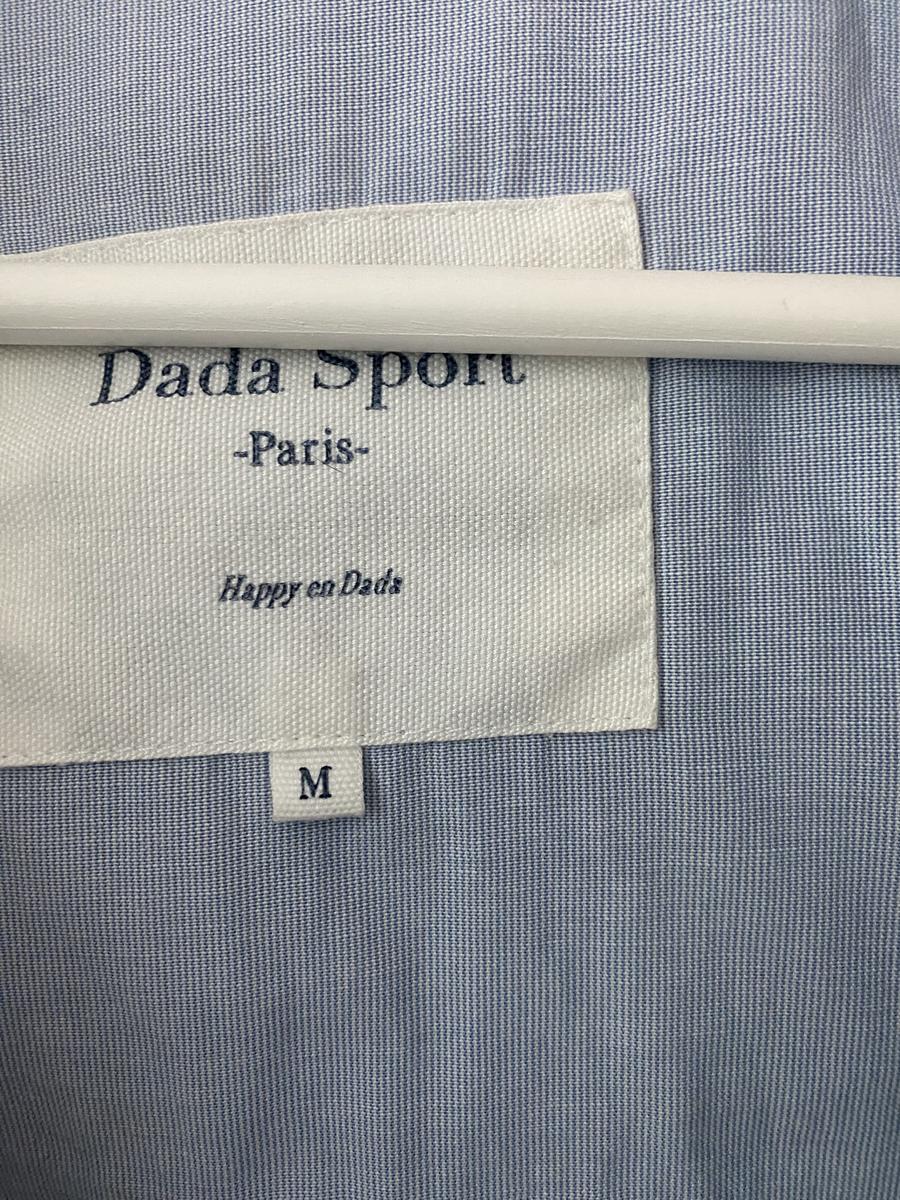 Dada Sport
-Paris-
Happy en Dada
M